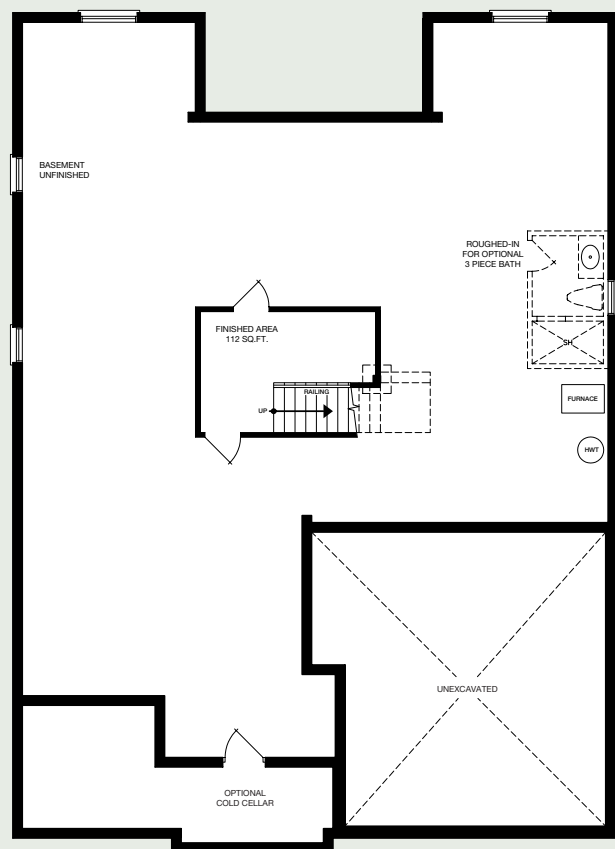 BASEMENT
UNFINISHED
ROUGHED-IN
FOR OPTIONAL
3 PIECE BATH
SH
FINISHED AREA
112 SQ.FT.
RAILING
UP
FURNACE
HWT
UNEXCAVATED
OPTIONAL
COLD CELLAR